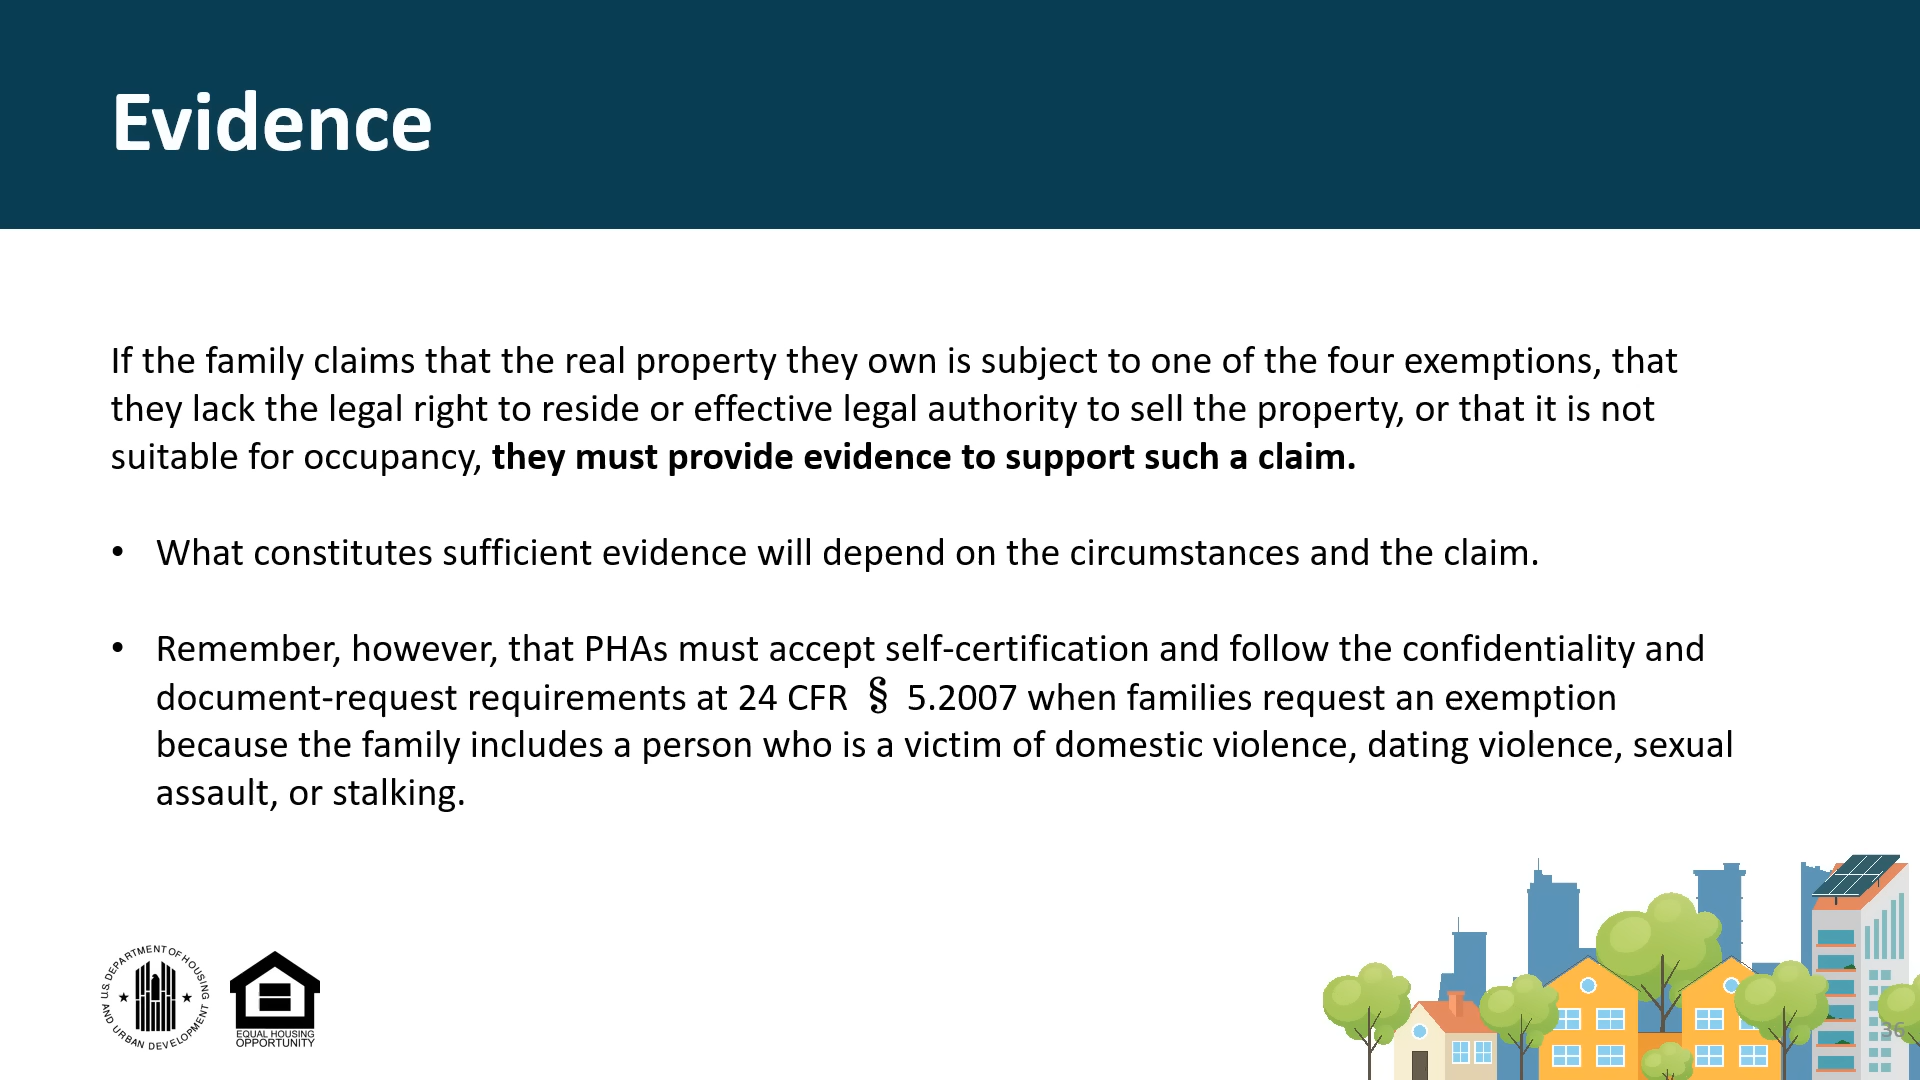 Evidence
If the family claims that the real property they own is subject to one of the four exemptions, that
they lack the legal right to reside or effective legal authority to sell the property, or that it is not
suitable for occupancy, they must provide evidence to support such a claim.
• What constitutes sufficient evidence will depend on the circumstances and the claim.
• Remember, however, that PHAs must accept self-certification and follow the confidentiality and
document-request requirements at 24 CFR § 5.2007 when families request an exemption
because the family includes a person who is a victim of domestic violence, dating violence, sexual
assault, or stalking.
U.S. DEPARTMENT OF HOUSING
AND URBAN DEVELOPMENT
EQUAL HOUSING
OPPORTUNITY
36